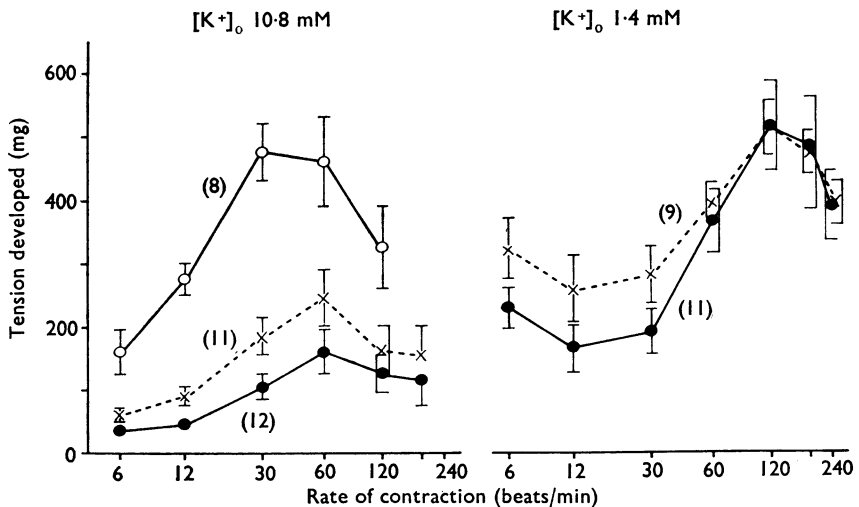 [K+]o 10·8 mM
[K+]o 1·4 mM
Tension developed (mg)
600
400
200
0
(8)
(11)
(12)
(9)
(11)
6 12 30 60 120 240
6 12 30 60 120 240
Rate of contraction (beats/min)